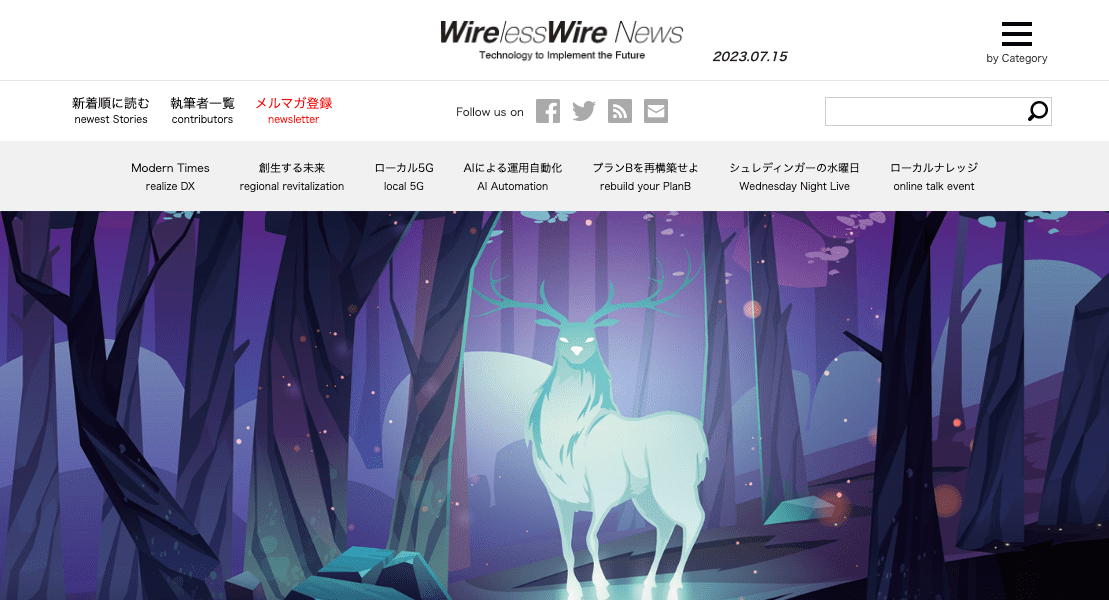 WirelessWire News
Technology to Implement the Future
2023.07.15
by Category
新着順に読む 執筆者一覧 メルマガ登録
newest Stories contributors newsletter
Follow us on
Modern Times 創生する未来 ローカル5G AIによる運用自動化 プランBを再構築せよ シュレディンガーの水曜日 ローカルナレッジ
realize DX regional revitalization local 5G AI Automation rebuild your PlanB Wednesday Night Live online talk event